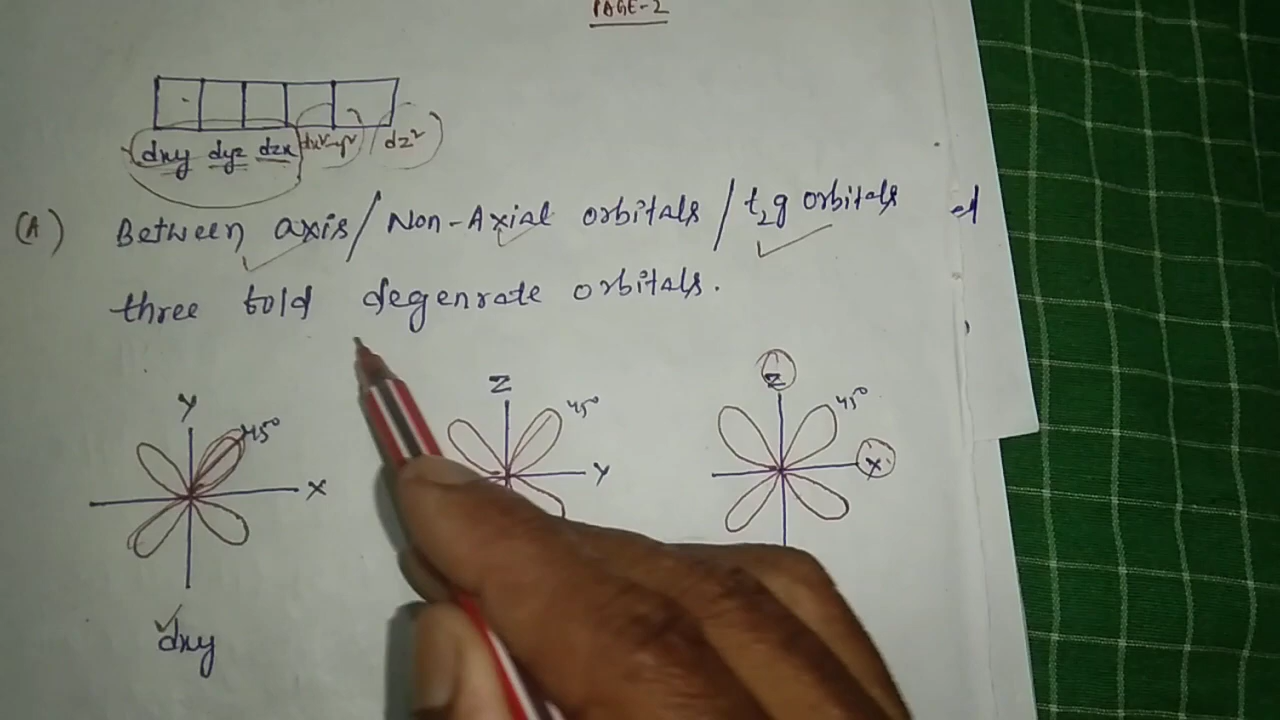 PAGE-2
dxy dyz dzx dx²-y² dz²
(A) Between axis / Non-Axial orbitals / t₂g orbitals
three fold degenrate orbitals.
Y 45° X
Z 45° Y
Z 45° X
dxy